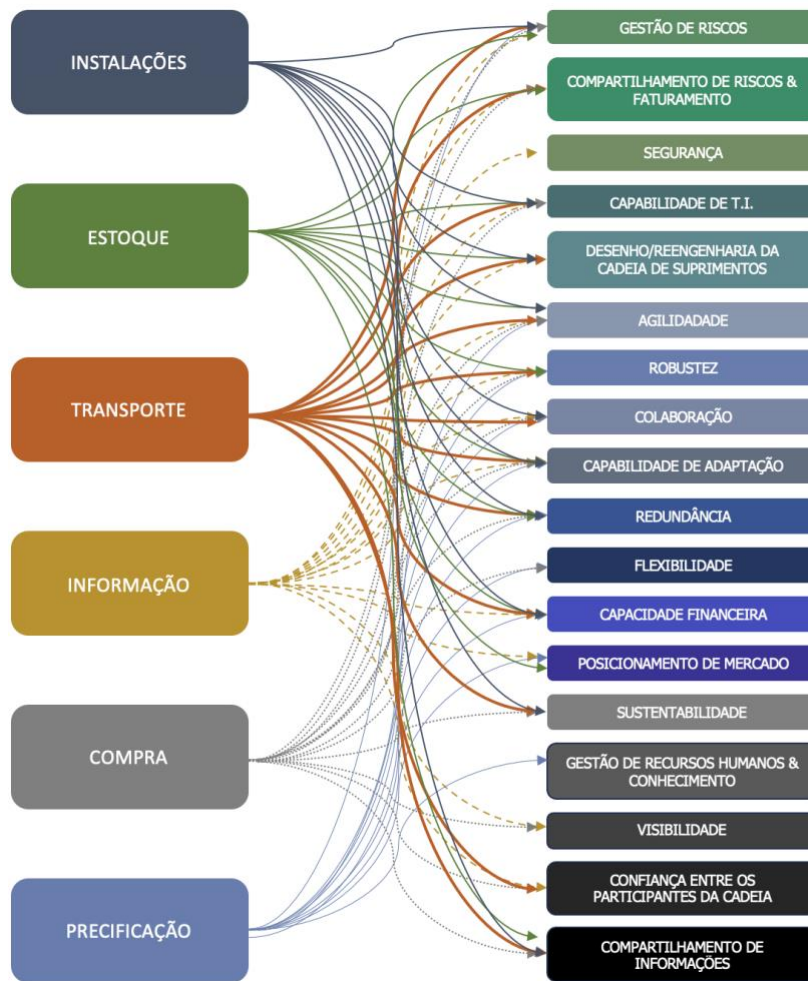 INSTALAÇÕES
ESTOQUE
TRANSPORTE
INFORMAÇÃO
COMPRA
PRECIFICAÇÃO
GESTÃO DE RISCOS
COMPARTILHAMENTO DE RISCOS &
FATURAMENTO
SEGURANÇA
CAPABILIDADE DE T.I.
DESENHO/REENGENHARIA DA
CADEIA DE SUPRIMENTOS
AGILIDADADE
ROBUSTEZ
COLABORAÇÃO
CAPABILIDADE DE ADAPTAÇÃO
REDUNDÂNCIA
FLEXIBILIDADE
CAPACIDADE FINANCEIRA
POSICIONAMENTO DE MERCADO
SUSTENTABILIDADE
GESTÃO DE RECURSOS HUMANOS &
CONHECIMENTO
VISIBILIDADE
CONFIANÇA ENTRE OS
PARTICIPANTES DA CADEIA
COMPARTILHAMENTO DE
INFORMAÇÕES